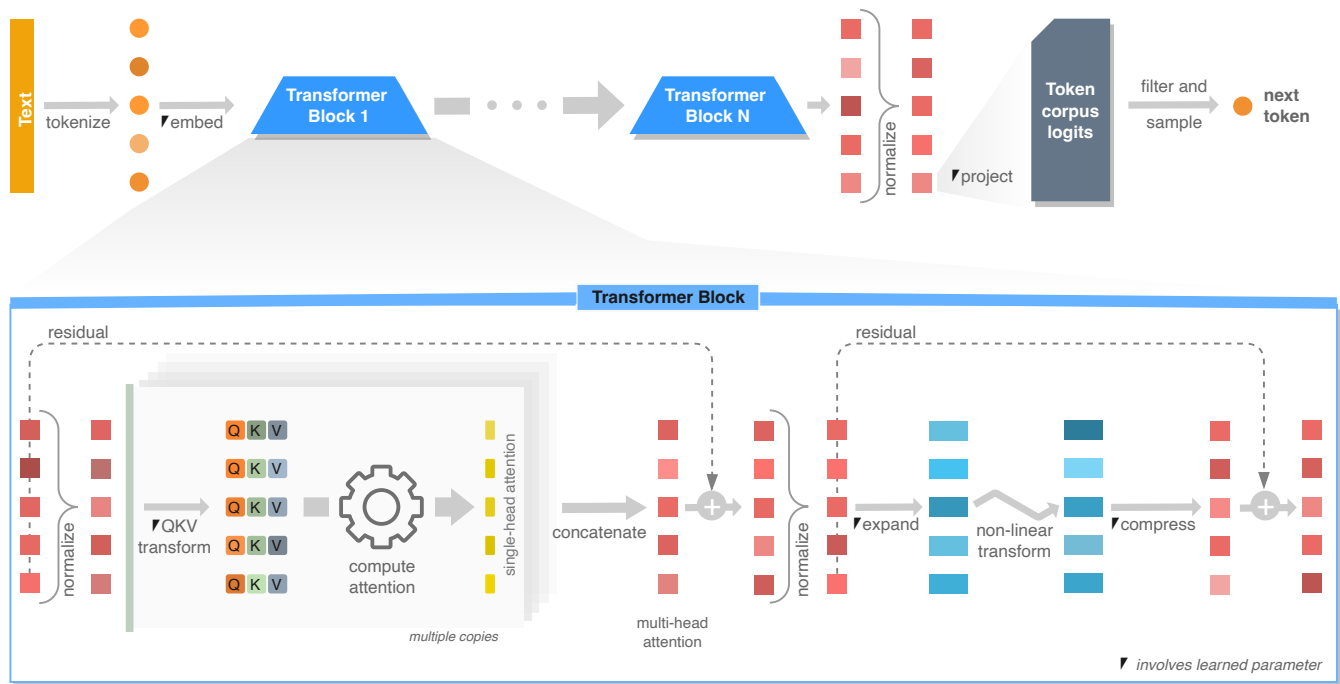 Text
tokenize
embed
Transformer
Block 1
Transformer
Block N
normalize
project
Token
corpus
logits
filter and
sample
next
token
Transformer Block
residual
normalize
QKV
transform
Q K V
Q K V
Q K V
Q K V
Q K V
compute
attention
single-head attention
multiple copies
concatenate
multi-head
attention
normalize
residual
expand
non-linear
transform
compress
involves learned parameter